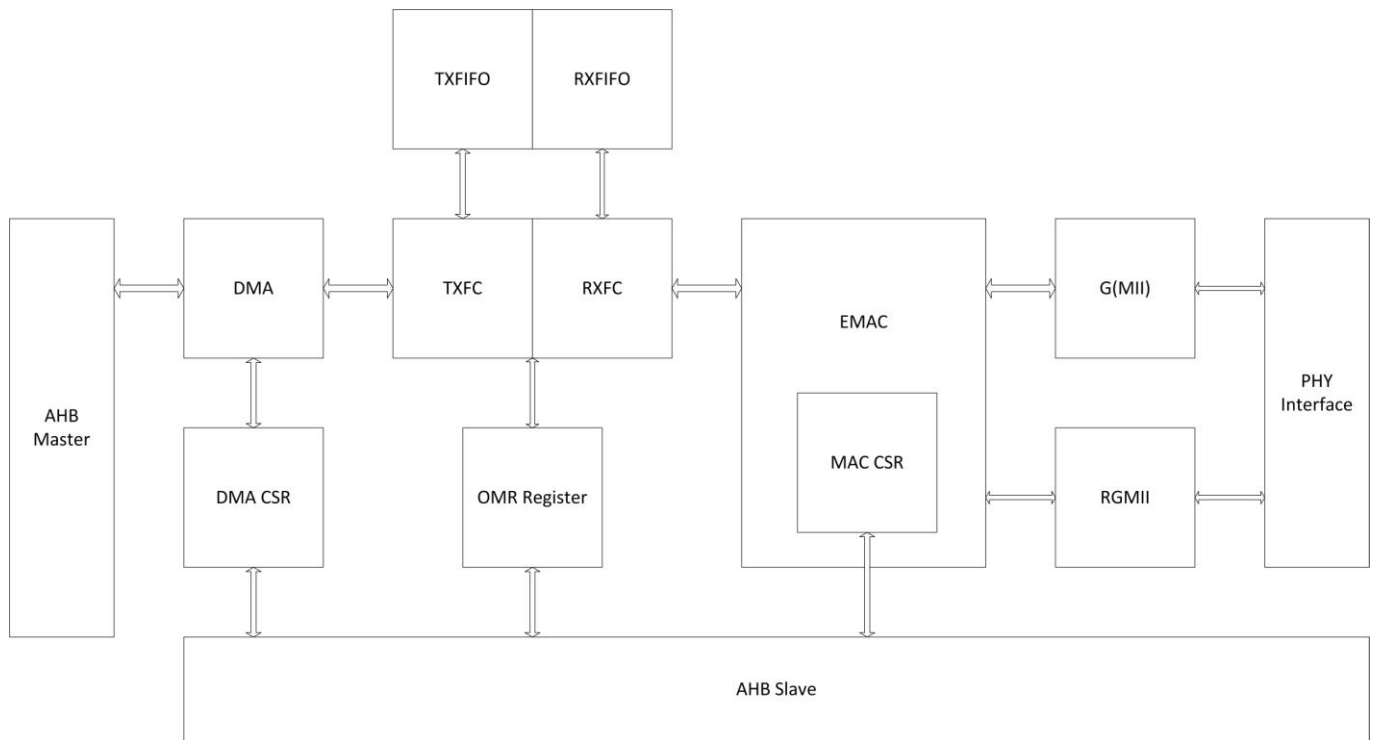 TXFIFO
RXFIFO
AHB
Master
DMA
TXFC
RXFC
EMAC
G(MII)
PHY
Interface
DMA CSR
OMR Register
MAC CSR
RGMII
AHB Slave